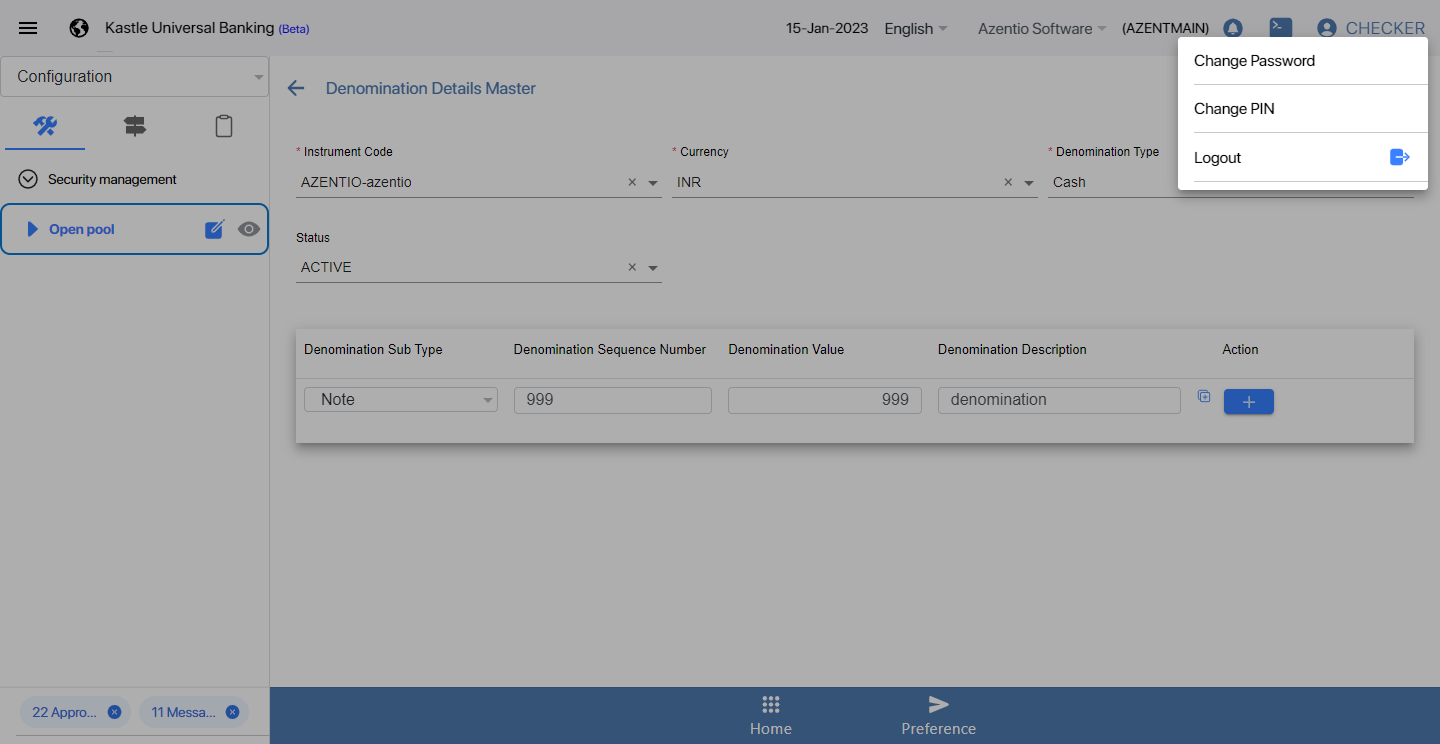 Kastle Universal Banking (Beta)
15-Jan-2023
English
Azentio Software
(AZENTMAIN)
CHECKER
Change Password
Change PIN
Logout
Configuration
Security management
Open pool
Denomination Details Master
* Instrument Code
AZENTIO-azentio
* Currency
INR
* Denomination Type
Cash
Status
ACTIVE
Denomination Sub Type
Denomination Sequence Number
Denomination Value
Denomination Description
Action
Note
999
999
denomination
22 Appro...
11 Messa...
Home
Preference